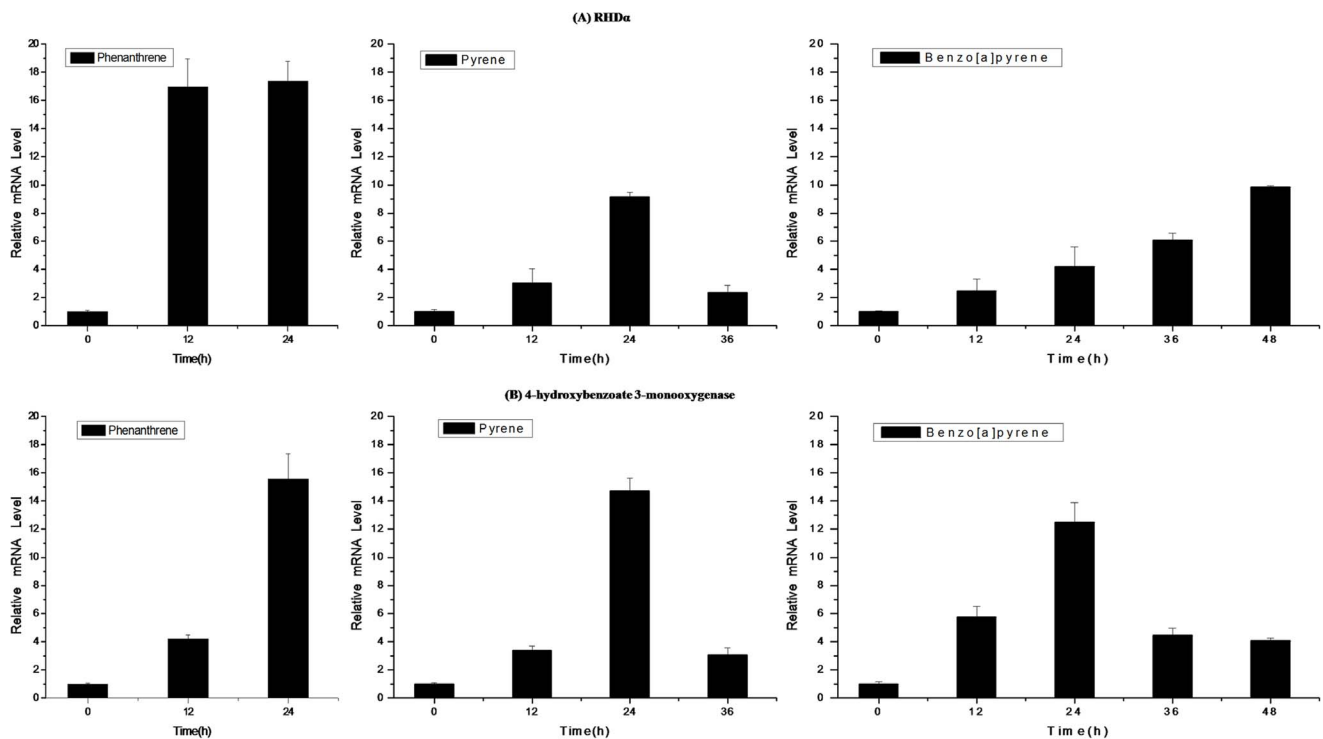 (A) RHDα
Phenanthrene
Relative mRNA Level
20
18
16
14
12
10
8
6
4
2
0
0 12 24
Time(h)
Pyrene
Relative mRNA Level
20
18
16
14
12
10
8
6
4
2
0
0 12 24 36
Time(h)
Benzo[a]pyrene
Relative mRNA Level
20
18
16
14
12
10
8
6
4
2
0
0 12 24 36 48
Time(h)
(B) 4-hydroxybenzoate 3-monooxygenase
Phenanthrene
Relative mRNA Level
20
18
16
14
12
10
8
6
4
2
0
0 12 24
Time(h)
Pyrene
Relative mRNA Level
20
18
16
14
12
10
8
6
4
2
0
0 12 24 36
Time(h)
Benzo[a]pyrene
Relative mRNA Level
20
18
16
14
12
10
8
6
4
2
0
0 12 24 36 48
Time(h)